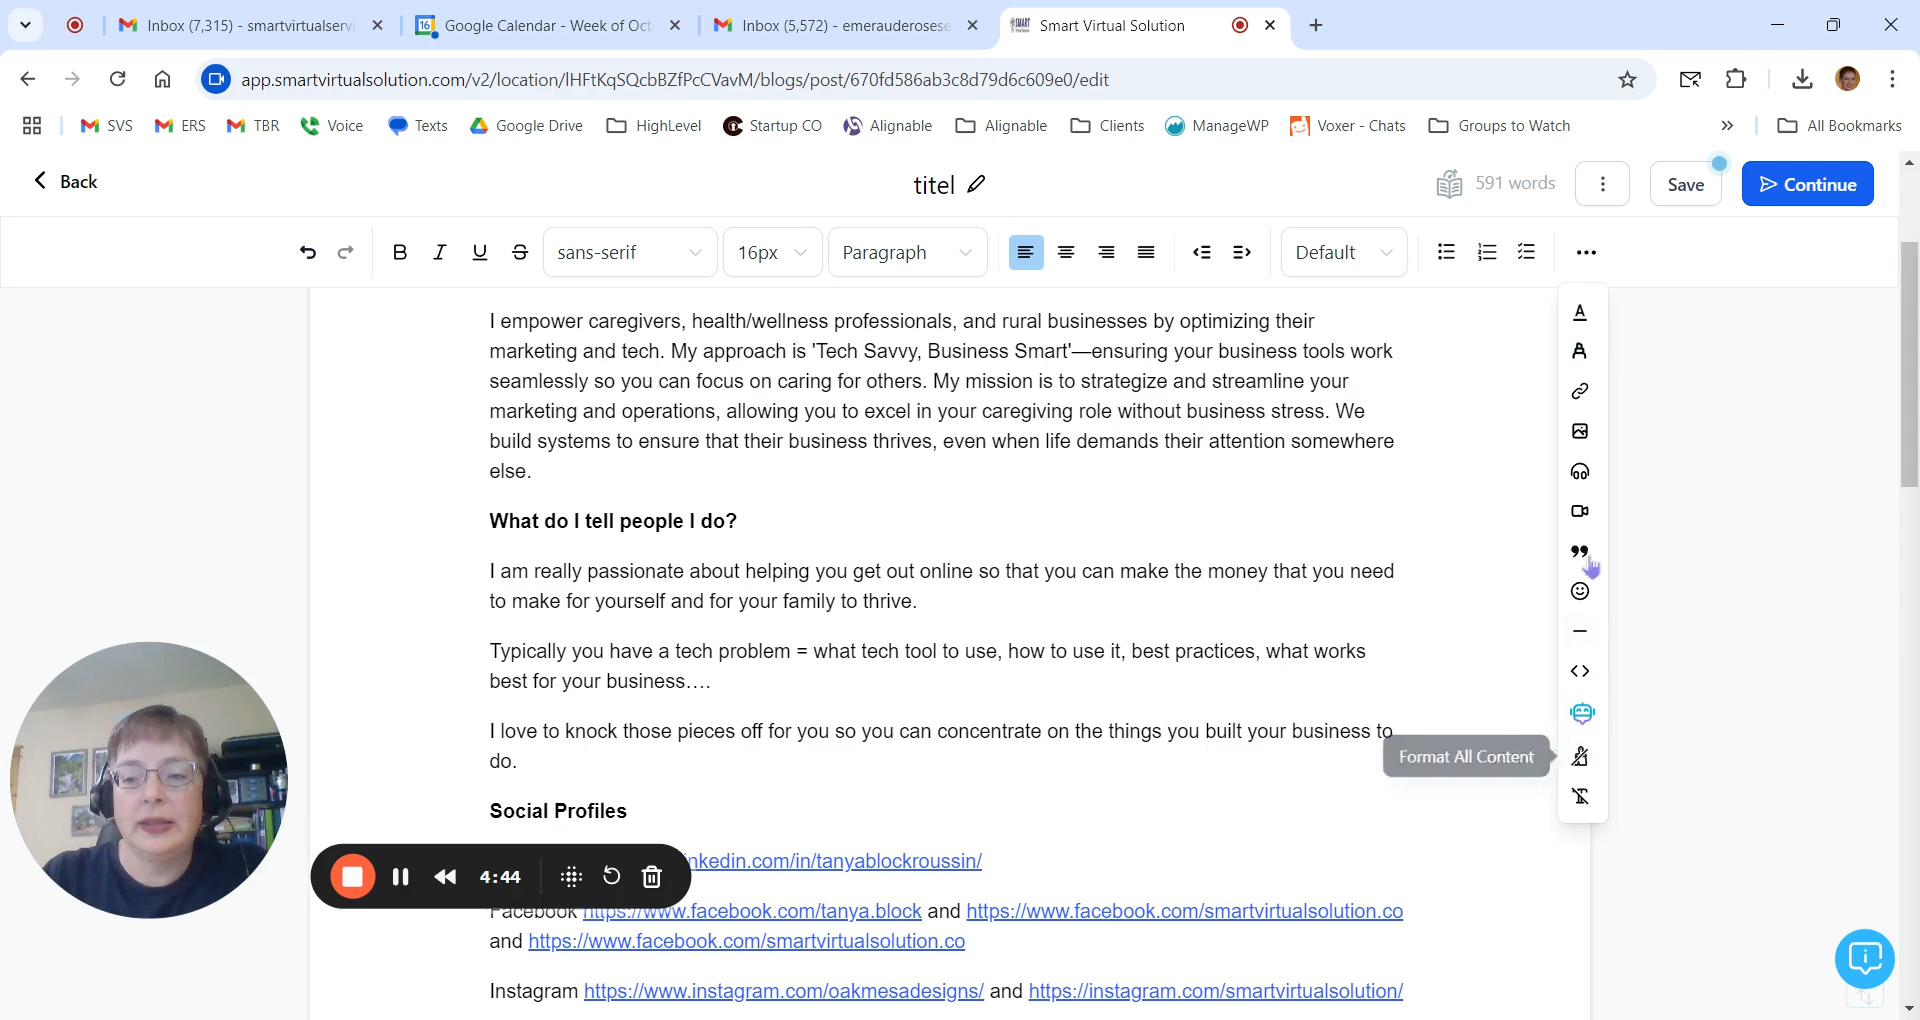 Inbox (7,315) - smartvirtualserv
Google Calendar - Week of Oct
Inbox (5,572) - emerauderosese
Smart Virtual Solution
app.smartvirtualsolution.com/v2/location/lHFtKqSQcbBZfPcCVavM/blogs/post/670fd586ab3c8d79d6c609e0/edit
SVS
ERS
TBR
Voice
Texts
Google Drive
HighLevel
Startup CO
Alignable
Alignable
Clients
ManageWP
Voxer - Chats
Groups to Watch
All Bookmarks
Back
titel
591 words
Save
Continue
sans-serif
16px
Paragraph
Default
I empower caregivers, health/wellness professionals, and rural businesses by optimizing their
marketing and tech. My approach is 'Tech Savvy, Business Smart'—ensuring your business tools work
seamlessly so you can focus on caring for others. My mission is to strategize and streamline your
marketing and operations, allowing you to excel in your caregiving role without business stress. We
build systems to ensure that their business thrives, even when life demands their attention somewhere
else.
What do I tell people I do?
I am really passionate about helping you get out online so that you can make the money that you need
to make for yourself and for your family to thrive.
Typically you have a tech problem = what tech tool to use, how to use it, best practices, what works
best for your business....
I love to knock those pieces off for you so you can concentrate on the things you built your business to
do.
Format All Content
Social Profiles
inkedin.com/in/tanyablockroussin/
4:44
Facebook https://www.facebook.com/tanya.block and https://www.facebook.com/smartvirtualsolution.co
and https://www.facebook.com/smartvirtualsolution.co
Instagram https://www.instagram.com/oakmesadesigns/ and https://instagram.com/smartvirtualsolution/